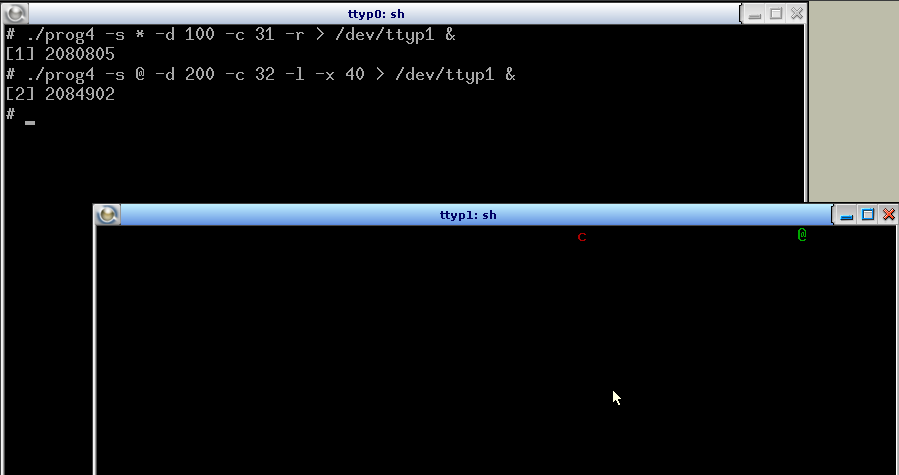 ttyp0: sh
# ./prog4 -s * -d 100 -c 31 -r > /dev/ttyp1 &
[1] 2080805
# ./prog4 -s @ -d 200 -c 32 -l -x 40 > /dev/ttyp1 &
[2] 2084902
# _
ttyp1: sh
c @